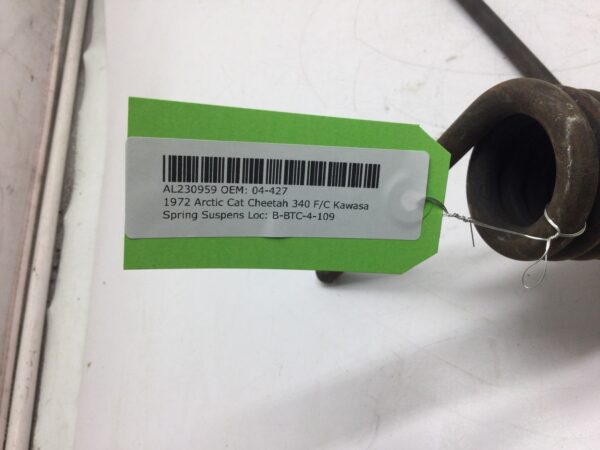 AL230959 OEM: 04-427
1972 Arctic Cat Cheetah 340 F/C Kawasa
Spring Suspens Loc: B-BTC-4-109